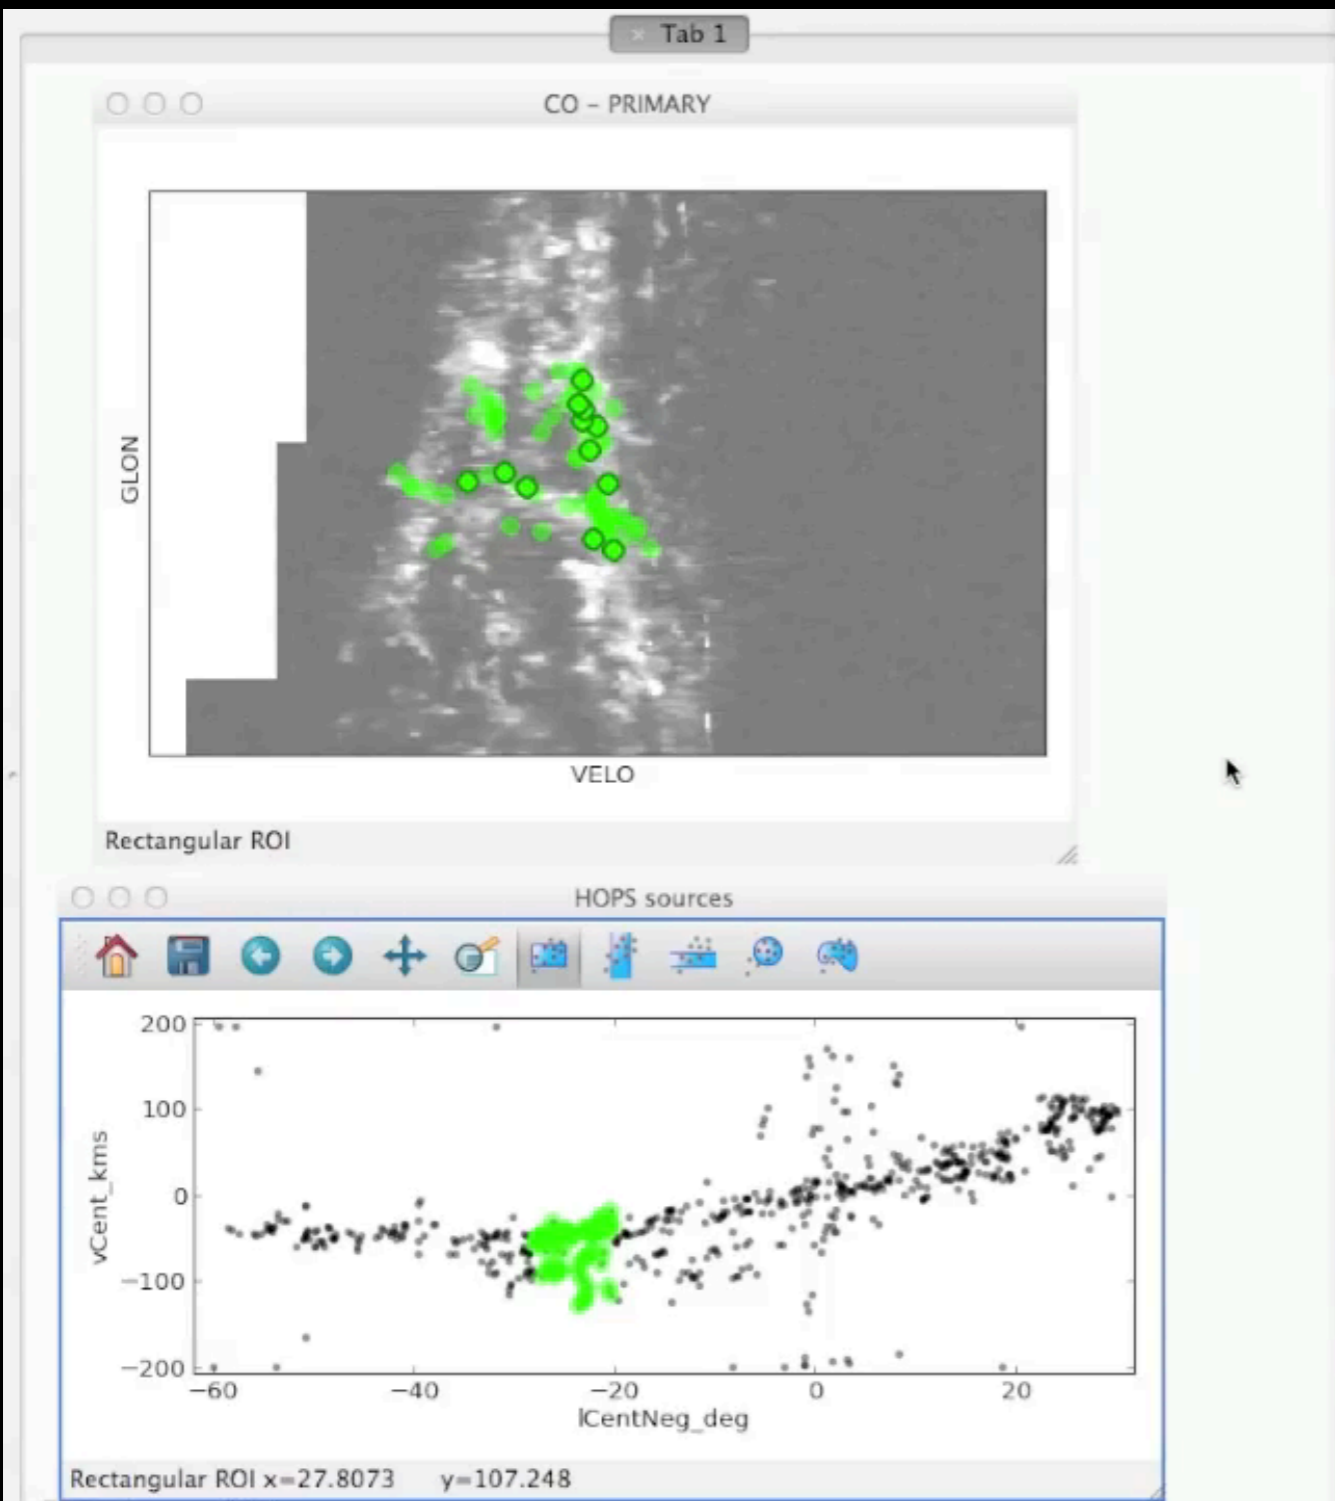 Tab 1
CO – PRIMARY
GLON
VELO
Rectangular ROI
HOPS sources
200
100
0
−100
−200
vCent_kms
−60 −40 −20 0 20
lCentNeg_deg
Rectangular ROI x=27.8073 y=107.248